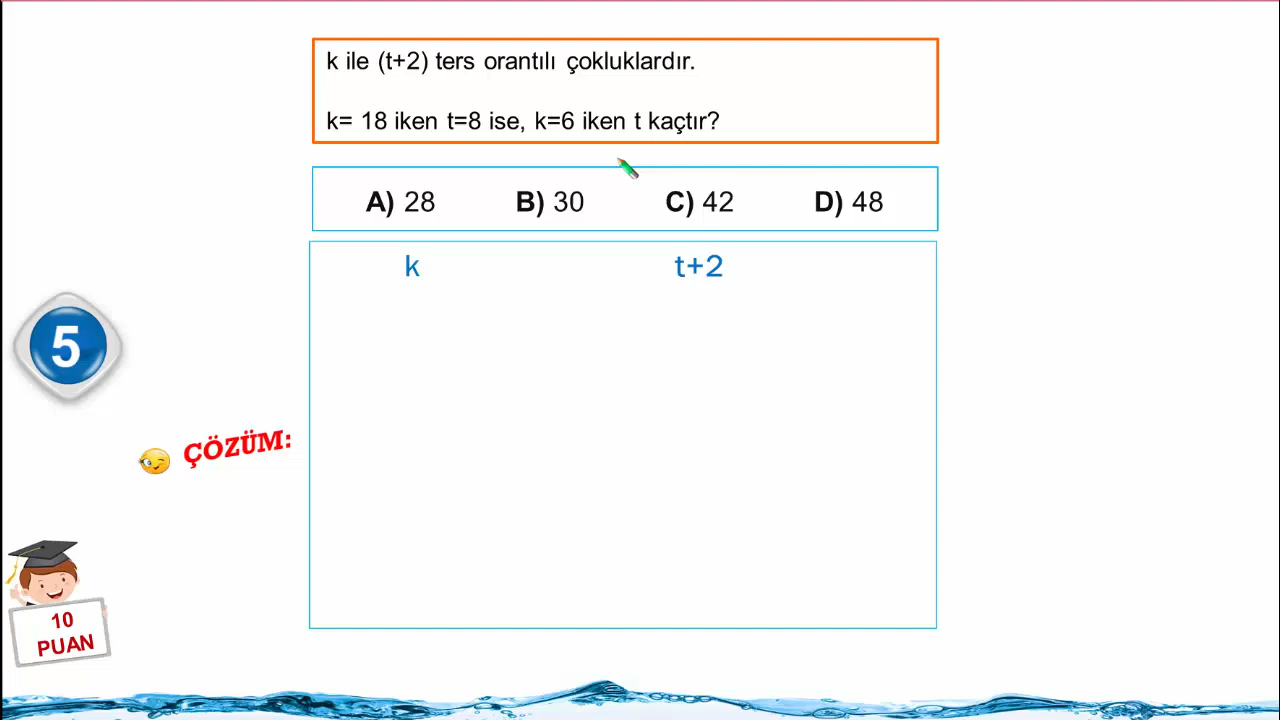 k ile (t+2) ters orantılı çokluklardır.
k= 18 iken t=8 ise, k=6 iken t kaçtır?
A) 28 B) 30 C) 42 D) 48
k t+2
5
ÇÖZÜM:
10
PUAN